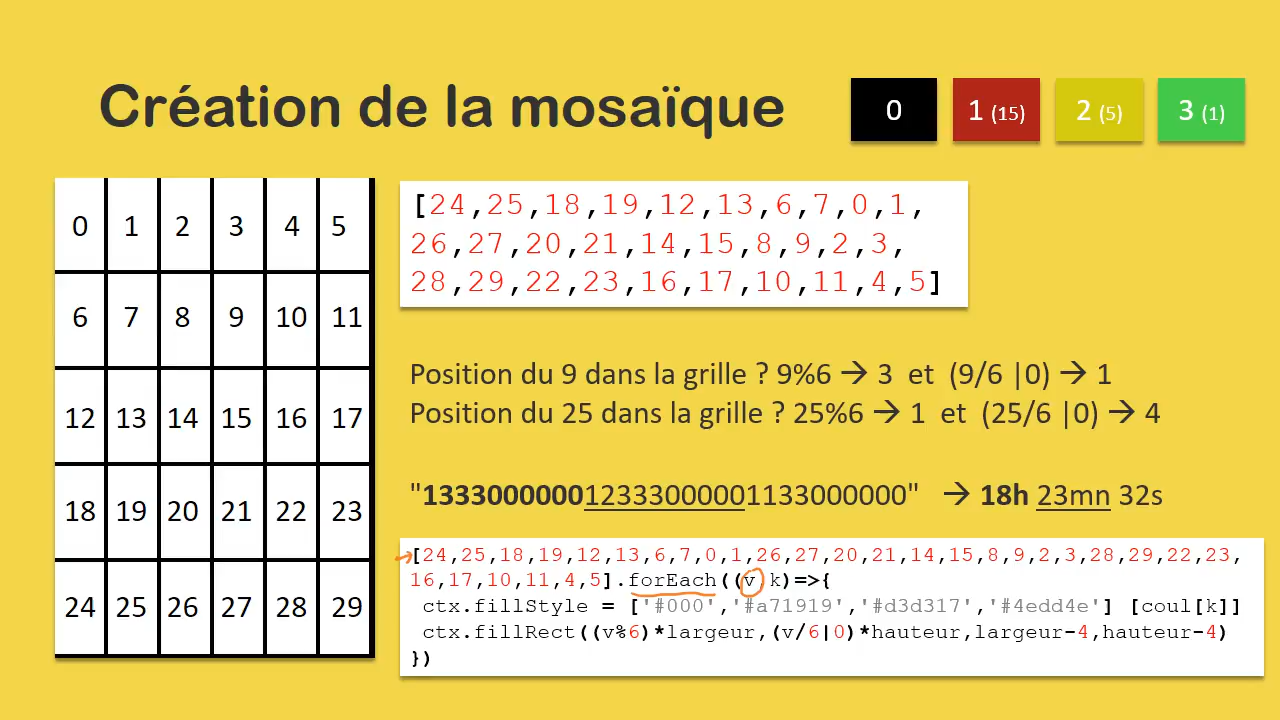 Création de la mosaïque
0 1 (15) 2 (5) 3 (1)
0 1 2 3 4 5
6 7 8 9 10 11
12 13 14 15 16 17
18 19 20 21 22 23
24 25 26 27 28 29
[24,25,18,19,12,13,6,7,0,1,
26,27,20,21,14,15,8,9,2,3,
28,29,22,23,16,17,10,11,4,5]
Position du 9 dans la grille ? 9%6 → 3 et (9/6 |0) → 1
Position du 25 dans la grille ? 25%6 → 1 et (25/6 |0) → 4
"133300000012333000001133000000" → 18h 23mn 32s
[24,25,18,19,12,13,6,7,0,1,26,27,20,21,14,15,8,9,2,3,28,29,22,23,
16,17,10,11,4,5].forEach((v,k)=>{
ctx.fillStyle = ['#000','#a71919','#d3d317','#4edd4e'] [coul[k]]
ctx.fillRect((v%6)*largeur,(v/6|0)*hauteur,largeur-4,hauteur-4)
})